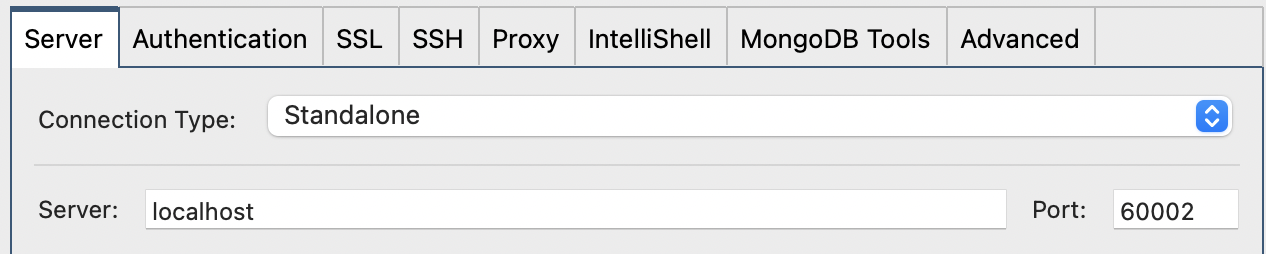 Server Authentication SSL SSH Proxy IntelliShell MongoDB Tools Advanced
Connection Type: Standalone
Server: localhost Port: 60002